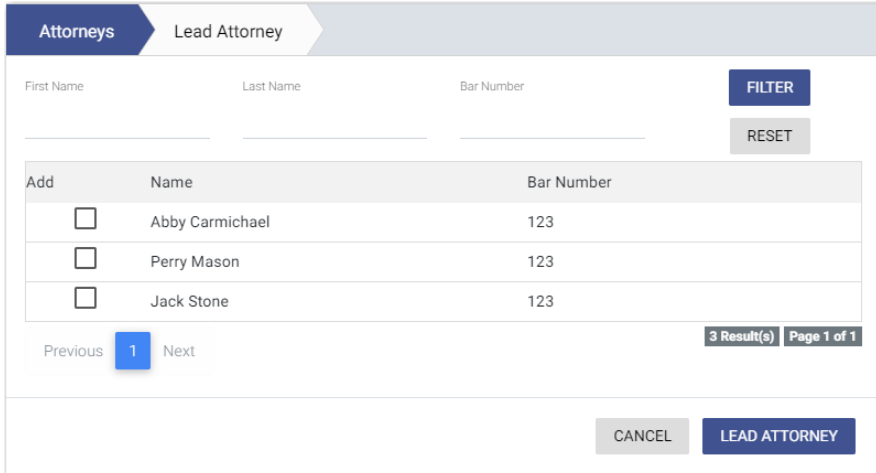 Attorneys Lead Attorney
First Name Last Name Bar Number FILTER
RESET
Add Name Bar Number
Abby Carmichael 123
Perry Mason 123
Jack Stone 123
Previous 1 Next 3 Result(s) Page 1 of 1
CANCEL LEAD ATTORNEY